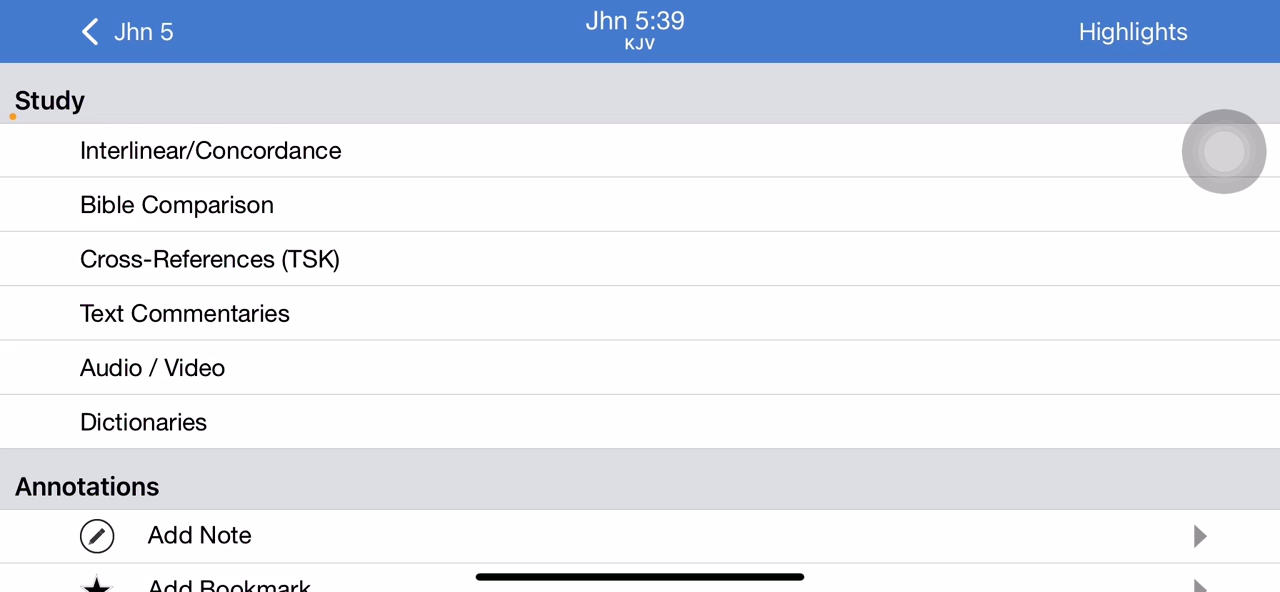 Jhn 5
Jhn 5:39
KJV
Highlights
Study
Interlinear/Concordance
Bible Comparison
Cross-References (TSK)
Text Commentaries
Audio / Video
Dictionaries
Annotations
Add Note
Add Bookmark